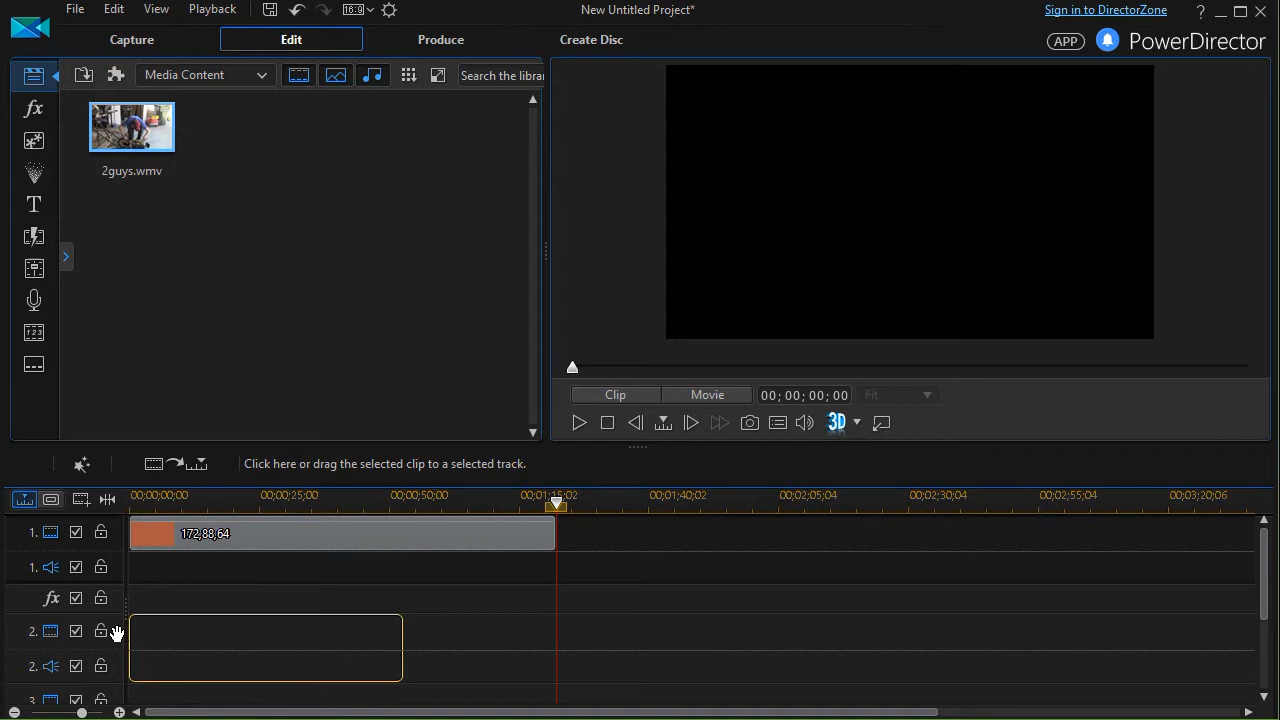 File Edit View Playback 16:9 New Untitled Project* Sign in to DirectorZone ?
Capture Edit Produce Create Disc APP PowerDirector
Media Content Search the librar
fx
2guys.wmv
T
Clip Movie 00;00;00;00 Fit
3D
Click here or drag the selected clip to a selected track.
00;00;00;00 00;00;25;00 00;00;50;00 00;01;15;02 00;01;40;02 00;02;05;04 00;02;30;04 00;02;55;04 00;03;20;06
1. 172,88,64
1.
fx
2.
2.
3.